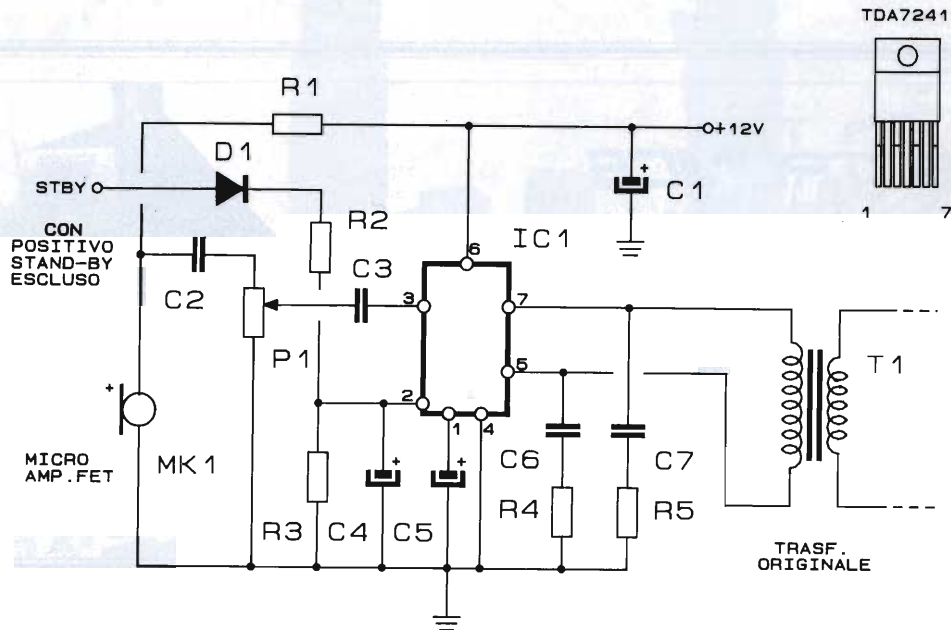 TDA7241
1
7
R1
+12V
D1
C1
STBY
CON
POSITIVO
STAND-BY
ESCLUSO
R2
IC1
6
C2
C3
3
7
P1
5
T1
2
1
4
MICRO
AMP.FET
MK1
C6
C7
R3
C4
C5
R4
R5
TRASF.
ORIGINALE